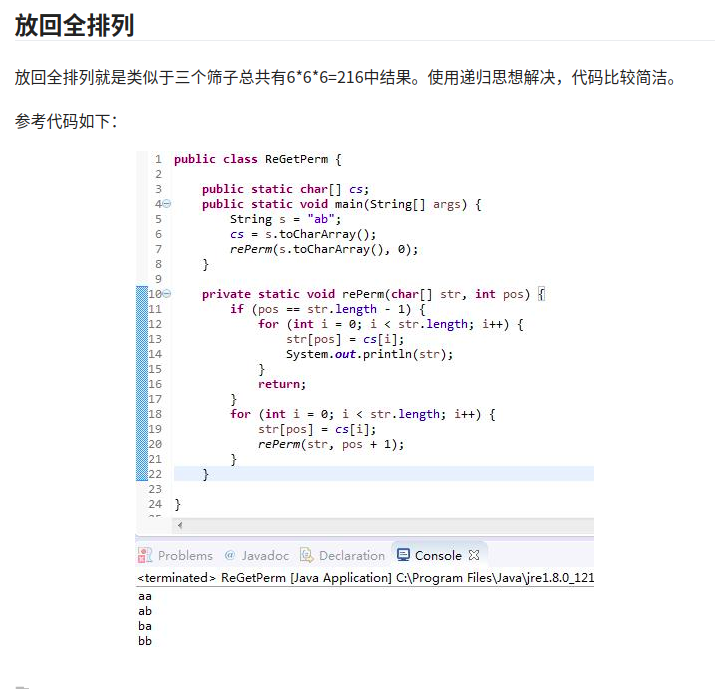 放回全排列
放回全排列就是类似于三个筛子总共有6*6*6=216中结果。使用递归思想解决，代码比较简洁。
参考代码如下：
1 public class ReGetPerm {
2
3 public static char[] cs;
4 public static void main(String[] args) {
5 String s = "ab";
6 cs = s.toCharArray();
7 rePerm(s.toCharArray(), 0);
8 }
9
10 private static void rePerm(char[] str, int pos) {
11 if (pos == str.length - 1) {
12 for (int i = 0; i < str.length; i++) {
13 str[pos] = cs[i];
14 System.out.println(str);
15 }
16 return;
17 }
18 for (int i = 0; i < str.length; i++) {
19 str[pos] = cs[i];
20 rePerm(str, pos + 1);
21 }
22 }
23
24 }
Problems @ Javadoc Declaration Console
<terminated> ReGetPerm [Java Application] C:\Program Files\Java\jre1.8.0_121
aa
ab
ba
bb